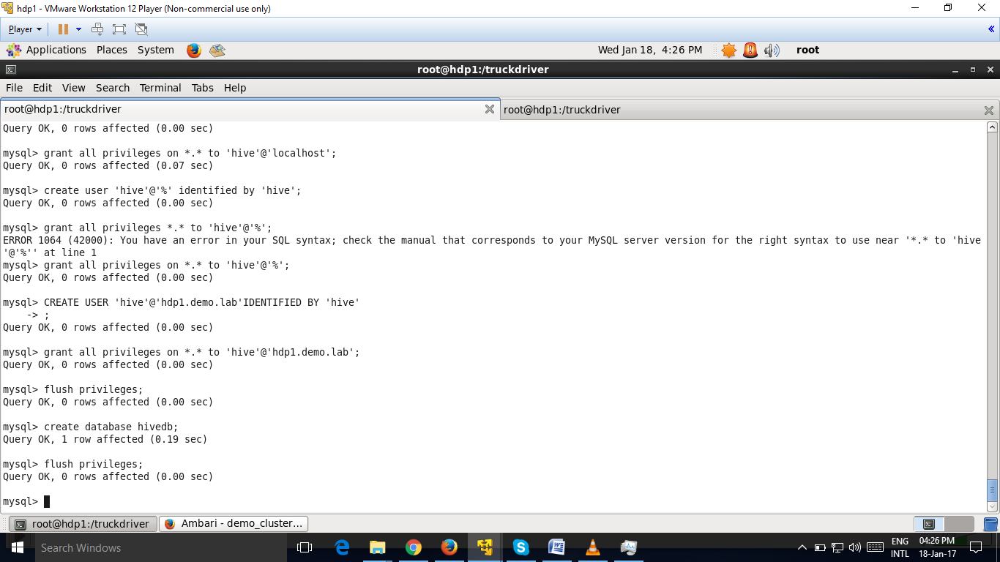 hdp1 - VMware Workstation 12 Player (Non-commercial use only)
Player
Applications Places System Wed Jan 18, 4:26 PM root
root@hdp1:/truckdriver
File Edit View Search Terminal Tabs Help
root@hdp1:/truckdriver root@hdp1:/truckdriver
Query OK, 0 rows affected (0.00 sec)
mysql> grant all privileges on *.* to 'hive'@'localhost';
Query OK, 0 rows affected (0.07 sec)
mysql> create user 'hive'@'%' identified by 'hive';
Query OK, 0 rows affected (0.00 sec)
mysql> grant all privileges *.* to 'hive'@'%';
ERROR 1064 (42000): You have an error in your SQL syntax; check the manual that corresponds to your MySQL server version for the right syntax to use near '*.* to 'hive
'@'%'' at line 1
mysql> grant all privileges on *.* to 'hive'@'%';
Query OK, 0 rows affected (0.00 sec)
mysql> CREATE USER 'hive'@'hdp1.demo.lab'IDENTIFIED BY 'hive'
    -> ;
Query OK, 0 rows affected (0.00 sec)
mysql> grant all privileges on *.* to 'hive'@'hdp1.demo.lab';
Query OK, 0 rows affected (0.00 sec)
mysql> flush privileges;
Query OK, 0 rows affected (0.00 sec)
mysql> create database hivedb;
Query OK, 1 row affected (0.19 sec)
mysql> flush privileges;
Query OK, 0 rows affected (0.00 sec)
mysql>
root@hdp1:/truckdriver Ambari - demo_cluster...
Search Windows
ENG 04:26 PM
INTL 18-Jan-17